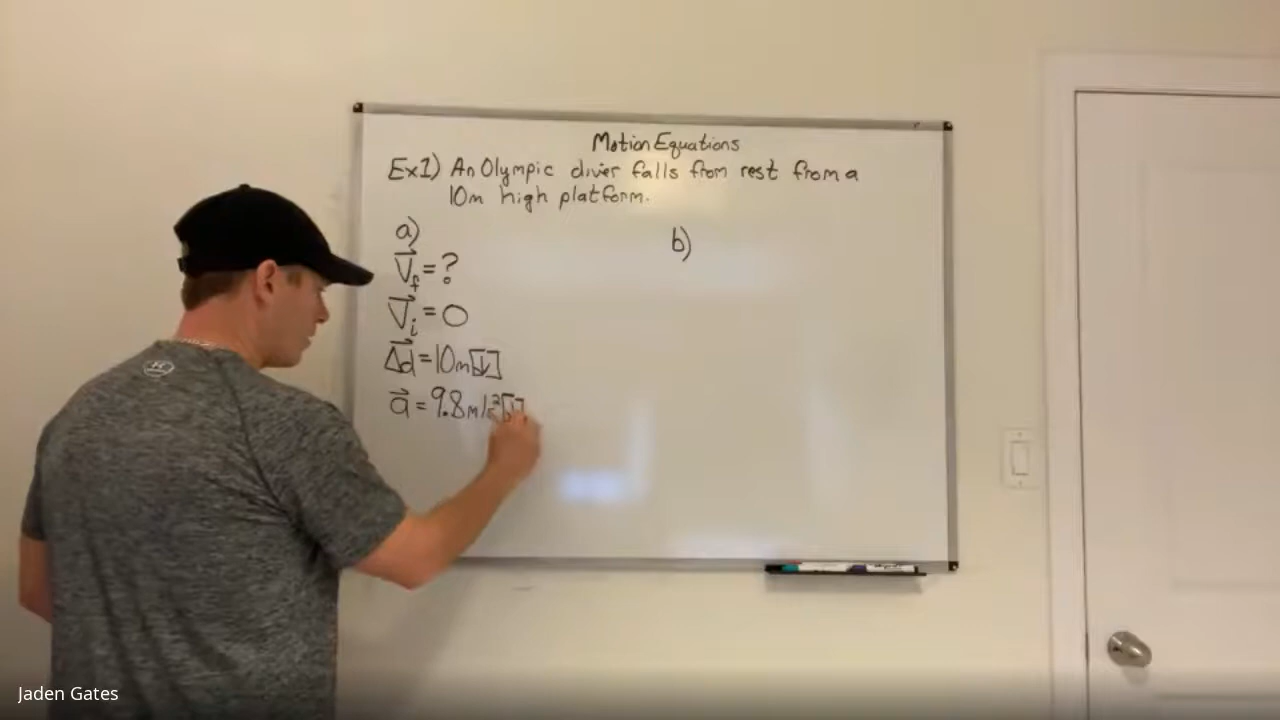 Motion Equations
Ex1) An Olympic diver falls from rest from a
10m high platform.
a)
b)
V⃗f = ?
V⃗i = 0
Δd⃗ = 10m[↓]
a⃗ = 9.8m/s²[↓]
Jaden Gates